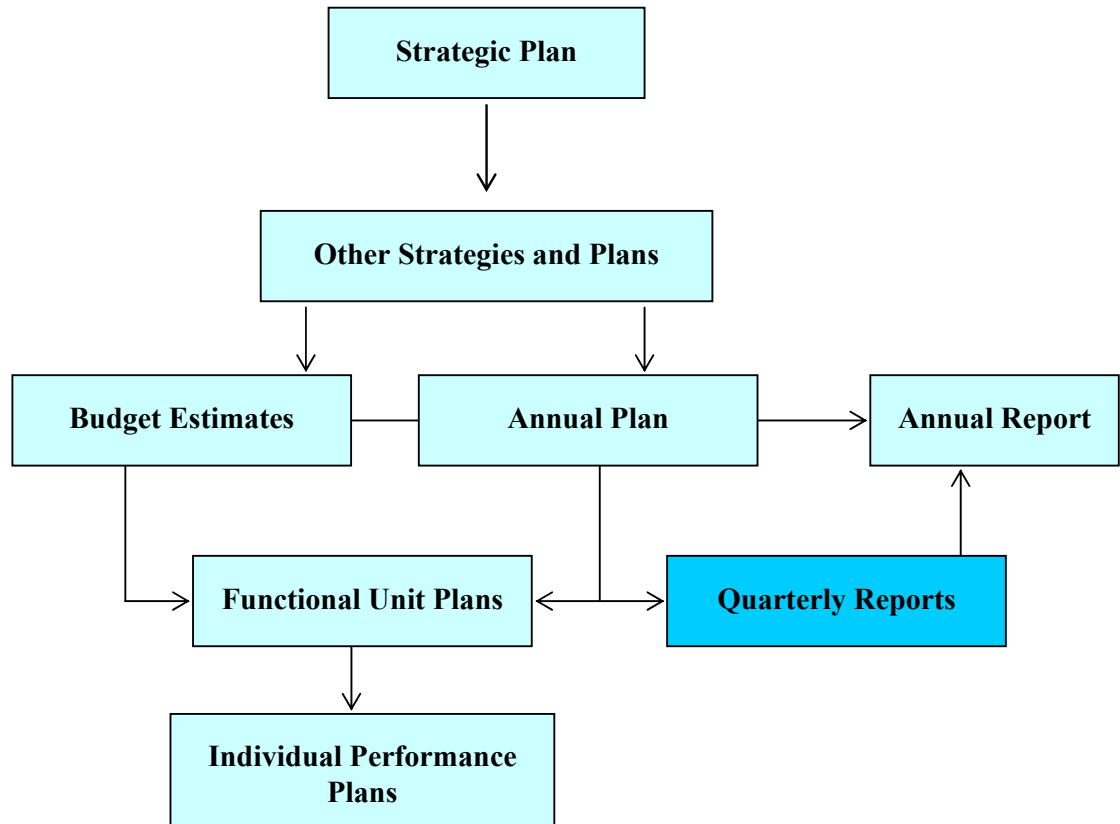 Strategic Plan
Other Strategies and Plans
Budget Estimates
Annual Plan
Annual Report
Functional Unit Plans
Quarterly Reports
Individual Performance
Plans